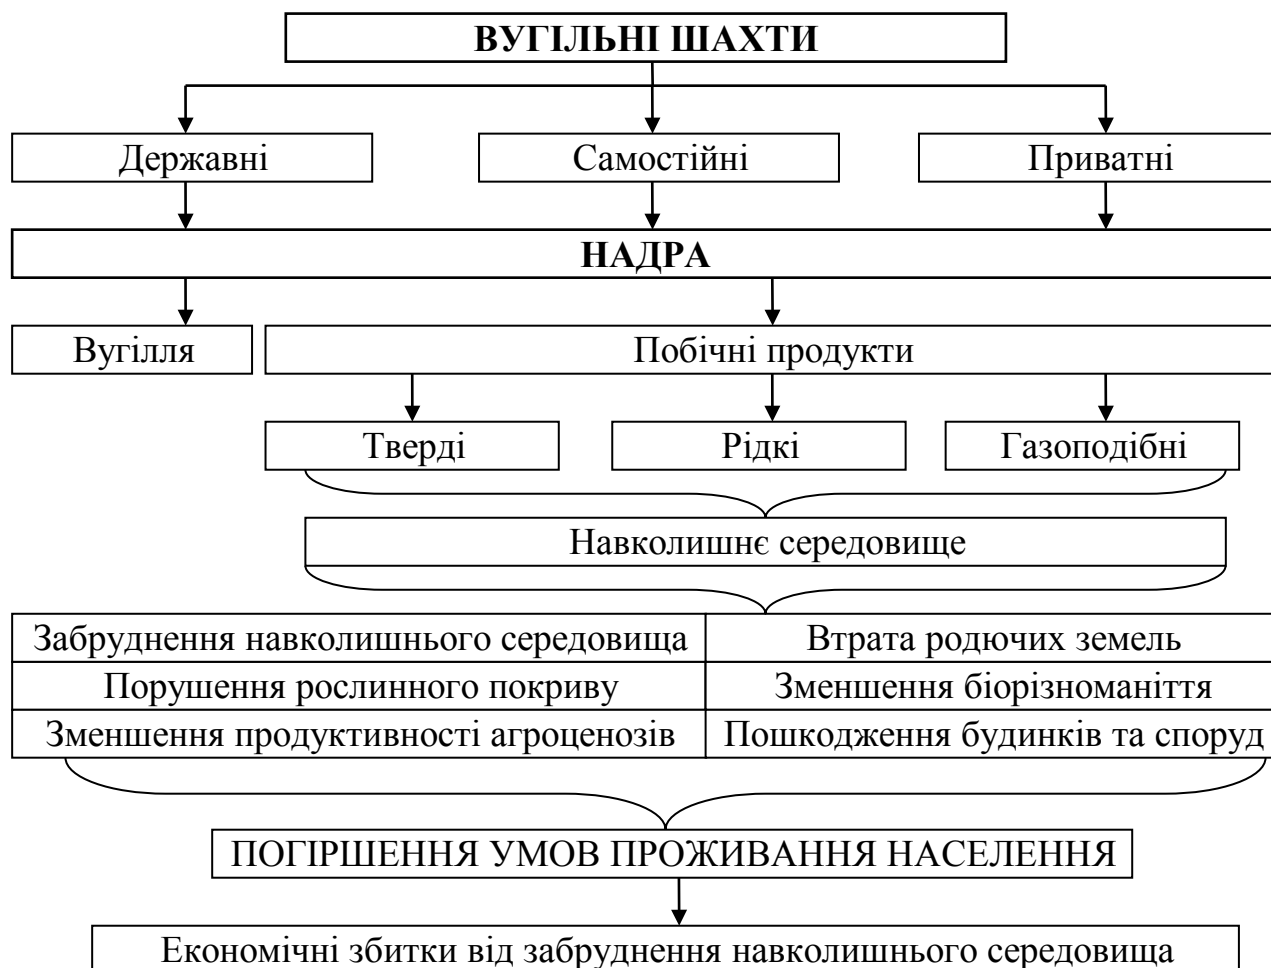 ВУГІЛЬНІ ШАХТИ
Державні
Самостійні
Приватні
НАДРА
Вугілля
Побічні продукти
Тверді
Рідкі
Газоподібні
Навколишнє середовище
Забруднення навколишнього середовища
Втрата родючих земель
Порушення рослинного покриву
Зменшення біорізноманіття
Зменшення продуктивності агроценозів
Пошкодження будинків та споруд
ПОГІРШЕННЯ УМОВ ПРОЖИВАННЯ НАСЕЛЕННЯ
Економічні збитки від забруднення навколишнього середовища